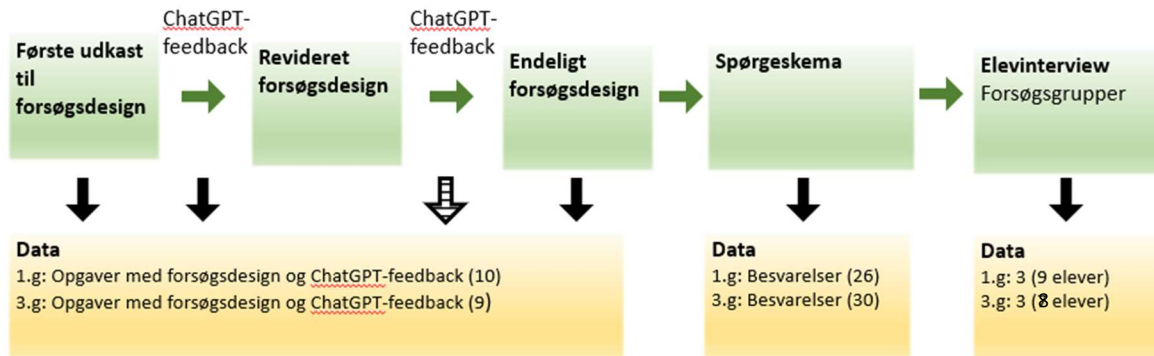 Første udkast
til
forsøgsdesign
ChatGPT-
feedback
Revideret
forsøgsdesign
ChatGPT-
feedback
Endeligt
forsøgsdesign
Spørgeskema
Elevinterview
Forsøgsgrupper
Data
1.g: Opgaver med forsøgsdesign og ChatGPT-feedback (10)
3.g: Opgaver med forsøgsdesign og ChatGPT-feedback (9)
Data
1.g: Besvarelser (26)
3.g: Besvarelser (30)
Data
1.g: 3 (9 elever)
3.g: 3 (8 elever)